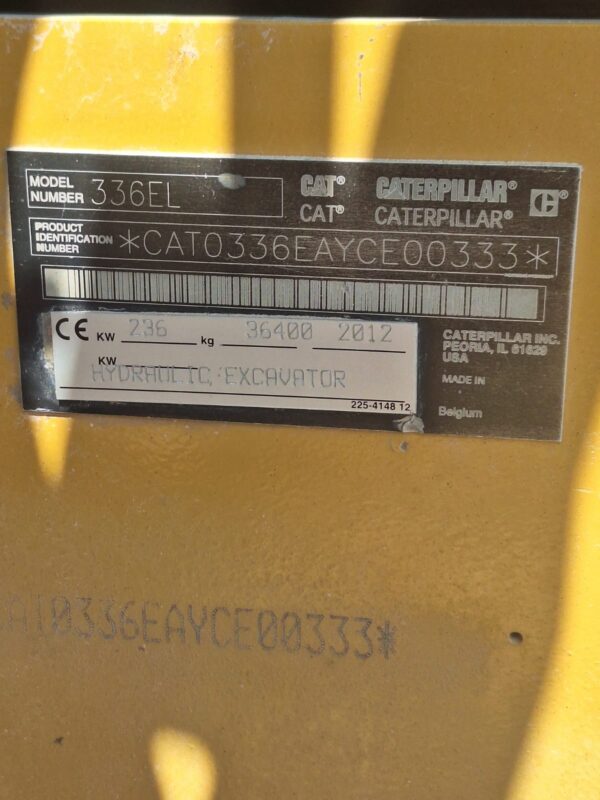 MODEL NUMBER 336EL
CAT® CATERPILLAR® C
CAT® CATERPILLAR®
PRODUCT IDENTIFICATION NUMBER *CAT0336EAYCE00333*
CE KW 236 kg 36400 2012
KW
HYDRAULIC EXCAVATOR
225-4148 12
CATERPILLAR INC.
PEORIA, IL 61629
USA
MADE IN
Belgium
CAT0336EAYCE00333*